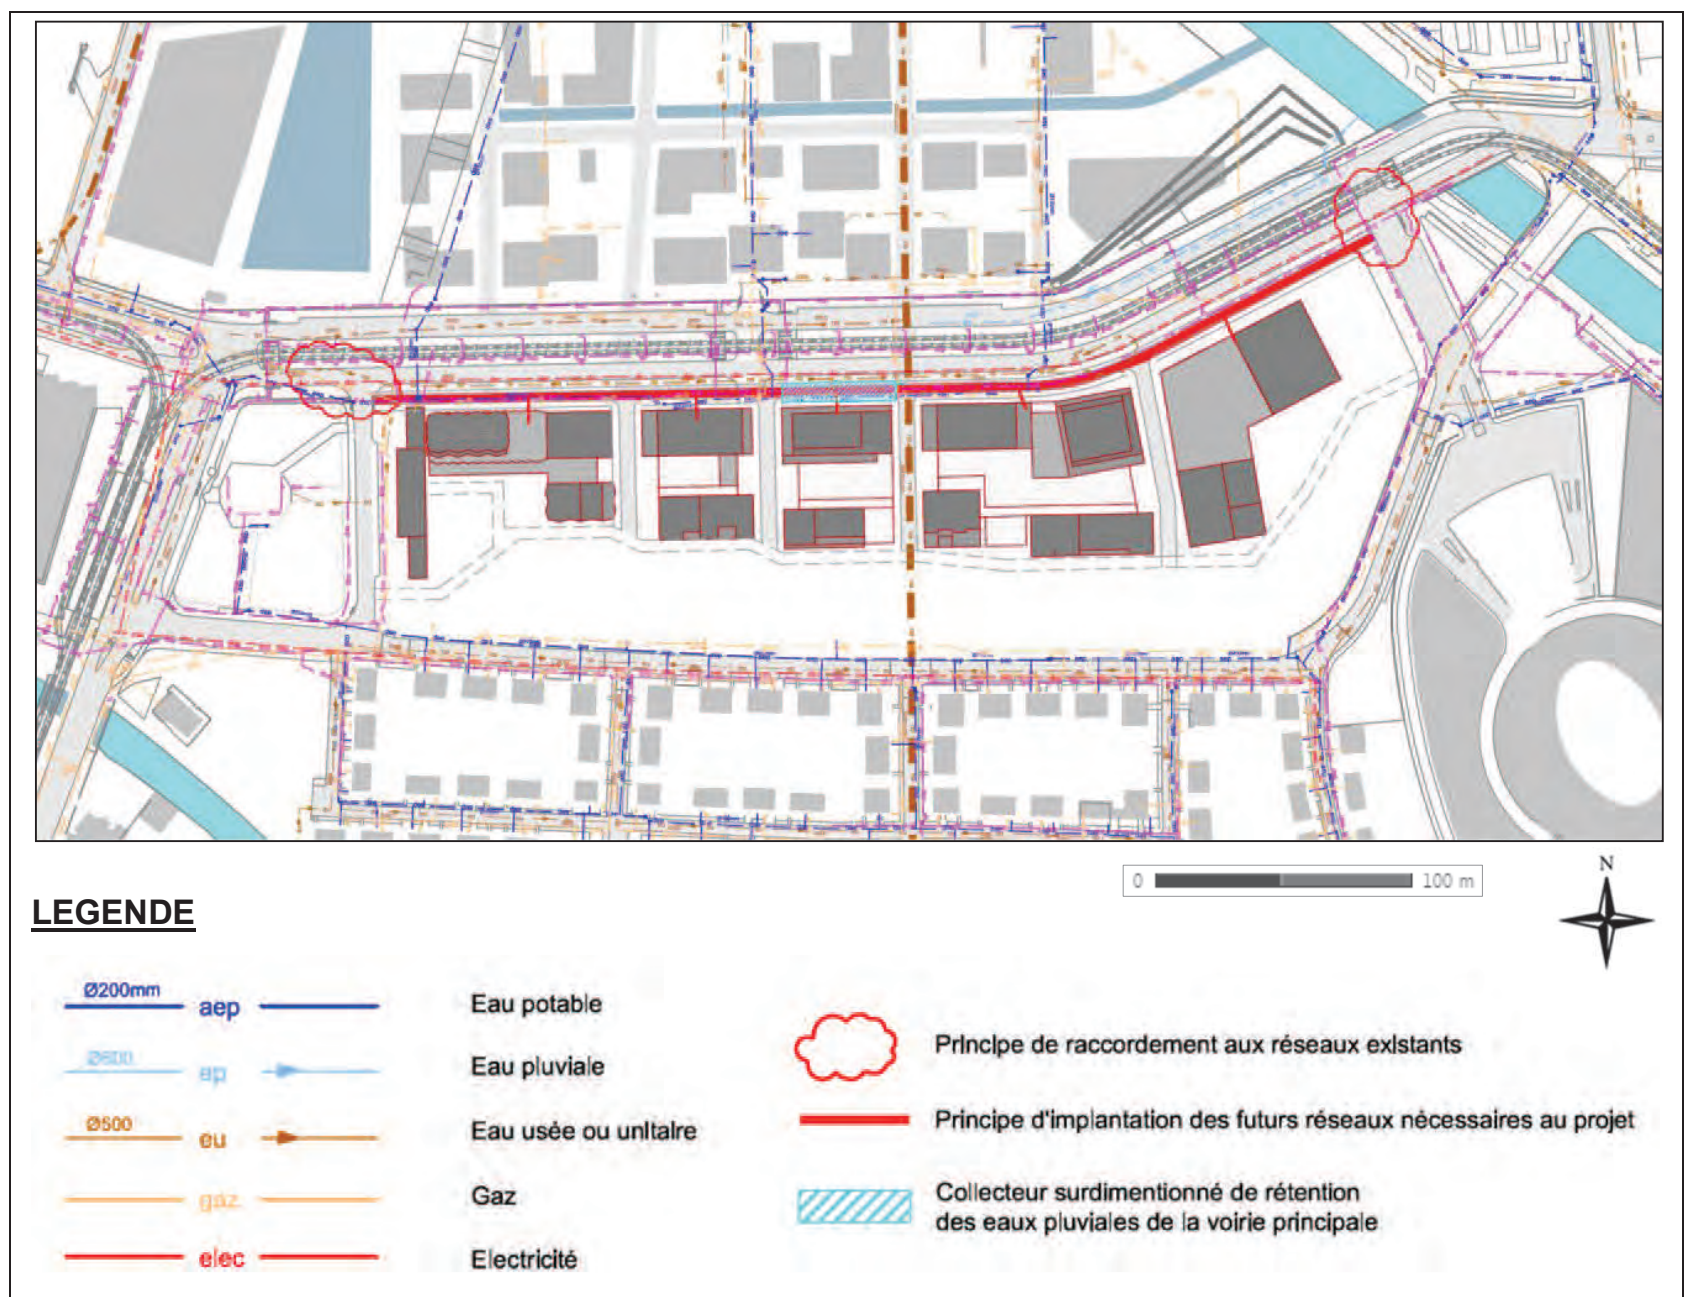 0 100 m
N
LEGENDE
Ø200mm
aep
Eau potable
Ø600
ep
Eau pluviale
Ø500
eu
Eau usée ou unitaire
gaz
Gaz
elec
Electricité
Principe de raccordement aux réseaux existants
Principe d'implantation des futurs réseaux nécessaires au projet
Collecteur surdimentionné de rétention
des eaux pluviales de la voirie principale